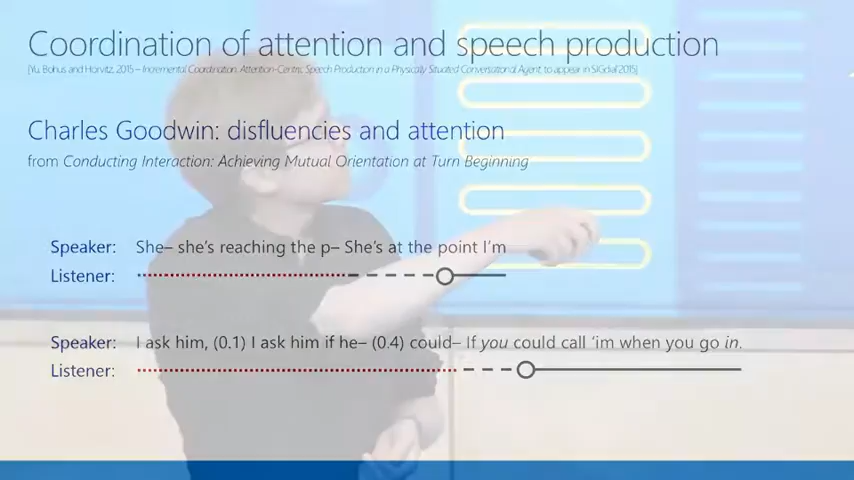 Coordination of attention and speech production
[Yu, Bohus and Horvitz, 2015 – Incremental Coordination: Attention-Centric Speech Production in a Physically Situated Conversational Agent, to appear in SIGdial'2015]
Charles Goodwin: disfluencies and attention
from Conducting Interaction: Achieving Mutual Orientation at Turn Beginning
Speaker: She– she's reaching the p– She's at the point I'm
Listener:
Speaker: I ask him, (0.1) I ask him if he– (0.4) could– If you could call 'im when you go in.
Listener: